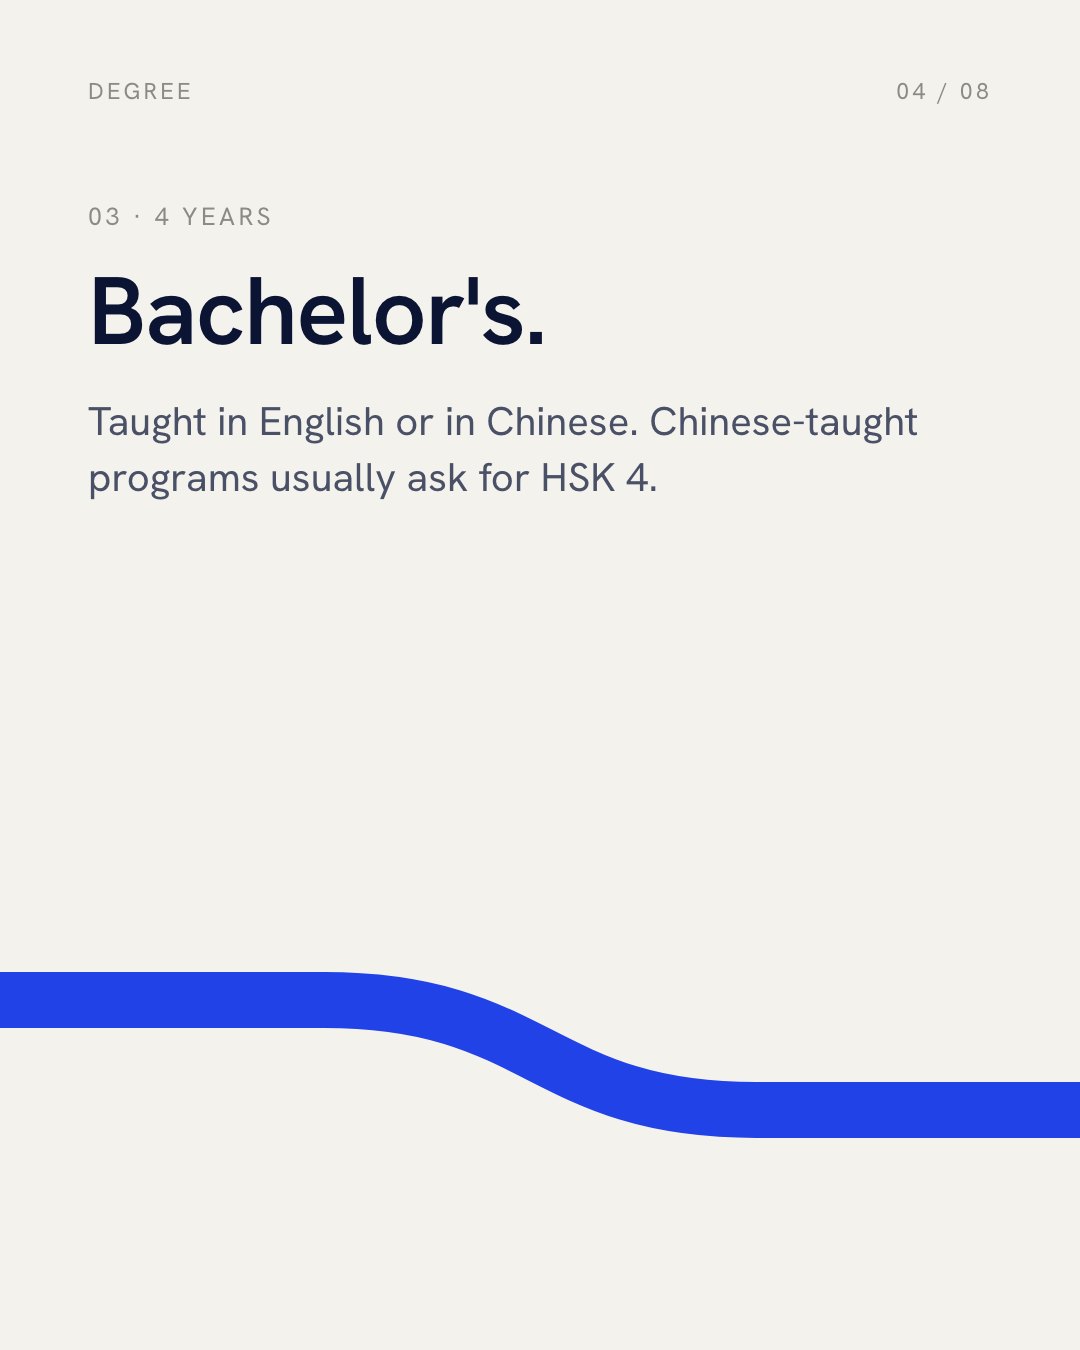 DEGREE
04 / 08
03 · 4 YEARS
Bachelor's.
Taught in English or in Chinese. Chinese-taught
programs usually ask for HSK 4.